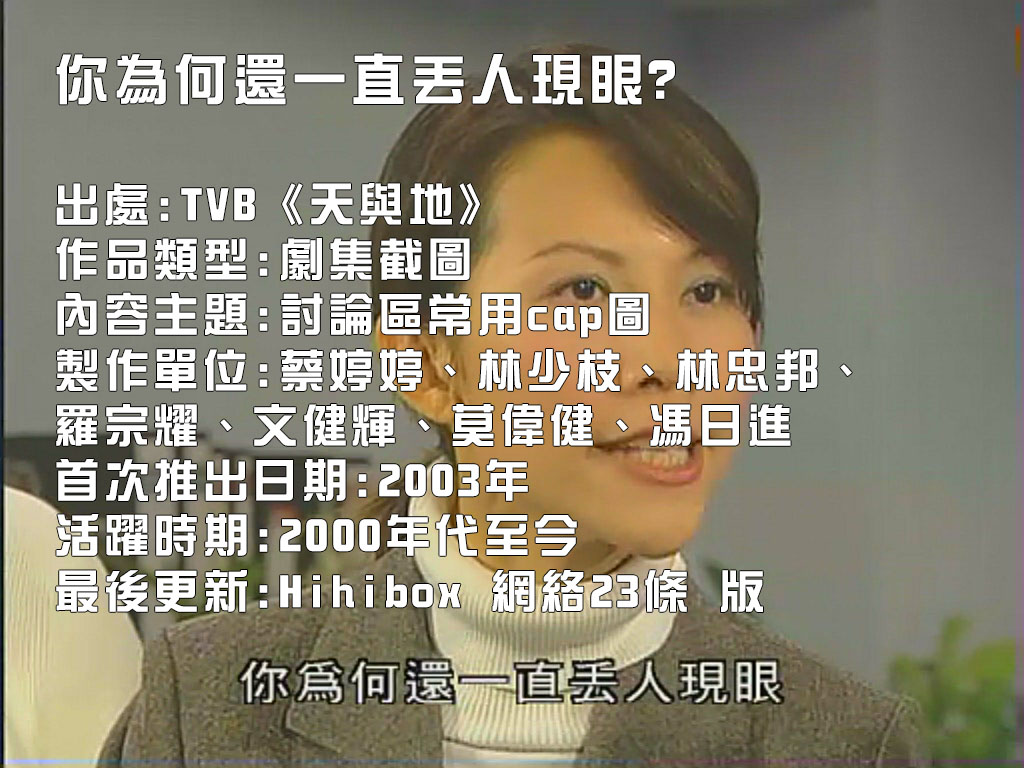 你為何還一直丟人現眼?
出處:TVB《天與地》
作品類型:劇集截圖
內容主題:討論區常用cap圖
製作單位:蔡婷婷、林少枝、林忠邦、
羅宗耀、文健輝、莫偉健、馮日進
首次推出日期:2003年
活躍時期:2000年代至今
最後更新:Hihibox 網絡23條 版
你爲何還一直丟人現眼